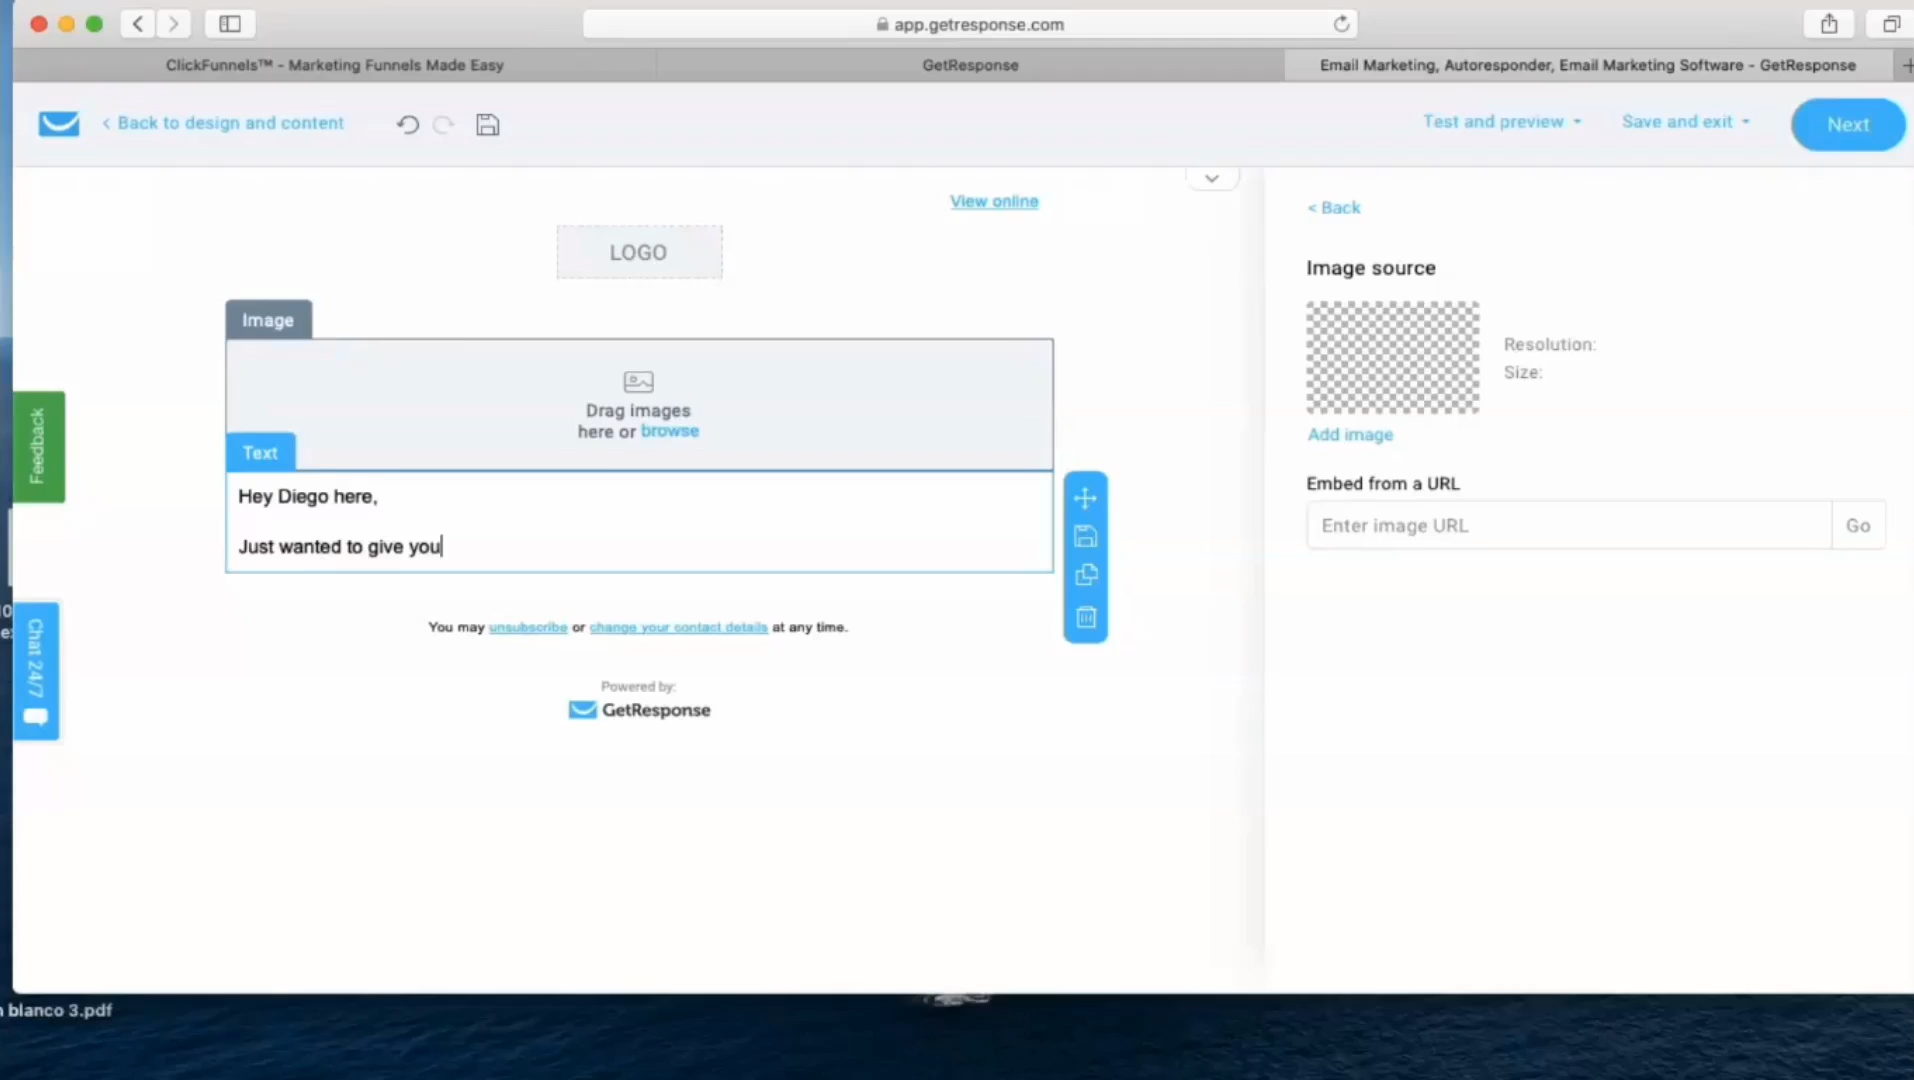 app.getresponse.com
ClickFunnels™ - Marketing Funnels Made Easy
GetResponse
Email Marketing, Autoresponder, Email Marketing Software - GetResponse
< Back to design and content
Test and preview
Save and exit
Next
View online
< Back
LOGO
Image source
Image
Resolution:
Size:
Drag images
here or browse
Add image
Feedback
Text
Embed from a URL
Hey Diego here,
Enter image URL
Go
Just wanted to give you
You may unsubscribe or change your contact details at any time.
Chat 24/7
Powered by:
GetResponse
blanco 3.pdf